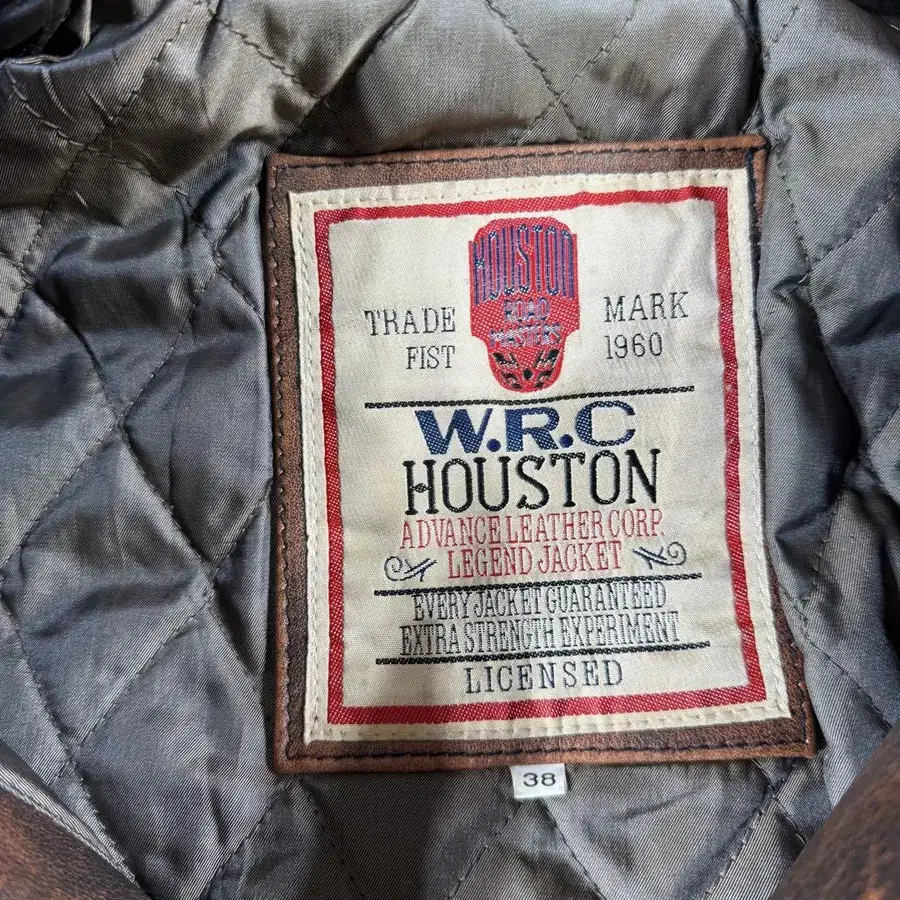 HOUSTON
ROAD
MASTERS
TRADE MARK
FIST 1960
W.R.C
HOUSTON
ADVANCE LEATHER CORP.
LEGEND JACKET
EVERY JACKET GUARANTEED
EXTRA STRENGTH EXPERIMENT
LICENSED
38